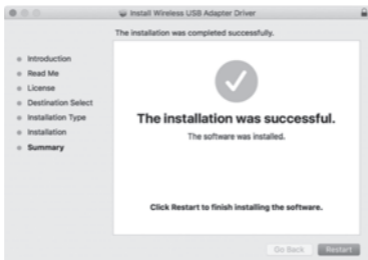 Install Wireless USB Adapter Driver
The installation was completed successfully.
Introduction
Read Me
License
Destination Select
Installation Type
Installation
Summary
The installation was successful.
The software was installed.
Click Restart to finish installing the software.
Go Back
Restart